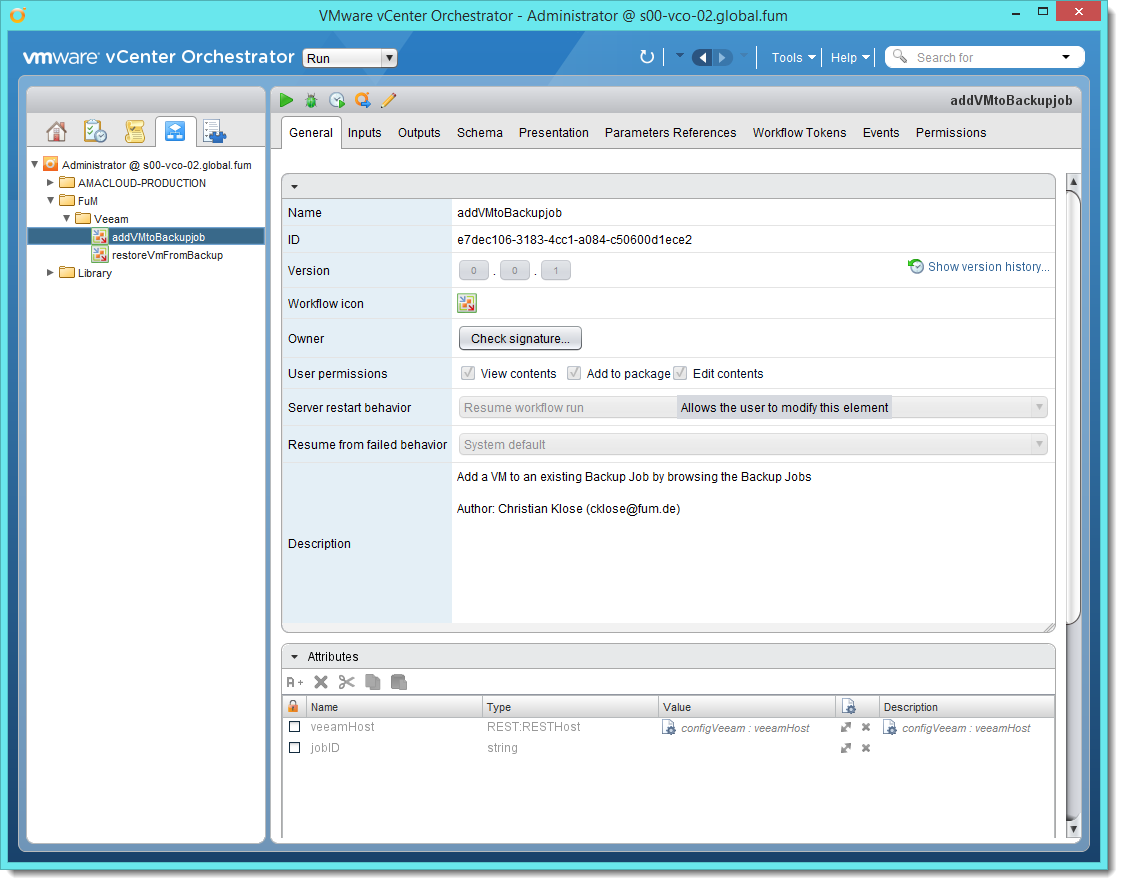 VMware vCenter Orchestrator - Administrator @ s00-vco-02.global.fum
vmware vCenter Orchestrator
Run
Tools
Help
Search for
addVMtoBackupjob
General Inputs Outputs Schema Presentation Parameters References Workflow Tokens Events Permissions
Administrator @ s00-vco-02.global.fum
AMACLOUD-PRODUCTION
FuM
Veeam
addVMtoBackupjob
restoreVmFromBackup
Library
Name addVMtoBackupjob
ID e7dec106-3183-4cc1-a084-c50600d1ece2
Version 0 . 0 . 1 Show version history...
Workflow icon
Owner Check signature...
User permissions View contents Add to package Edit contents
Server restart behavior Resume workflow run Allows the user to modify this element
Resume from failed behavior System default
Add a VM to an existing Backup Job by browsing the Backup Jobs
Author: Christian Klose (cklose@fum.de)
Description
Attributes
A+
Name Type Value Description
veeamHost REST:RESTHost configVeeam : veeamHost configVeeam : veeamHost
jobID string